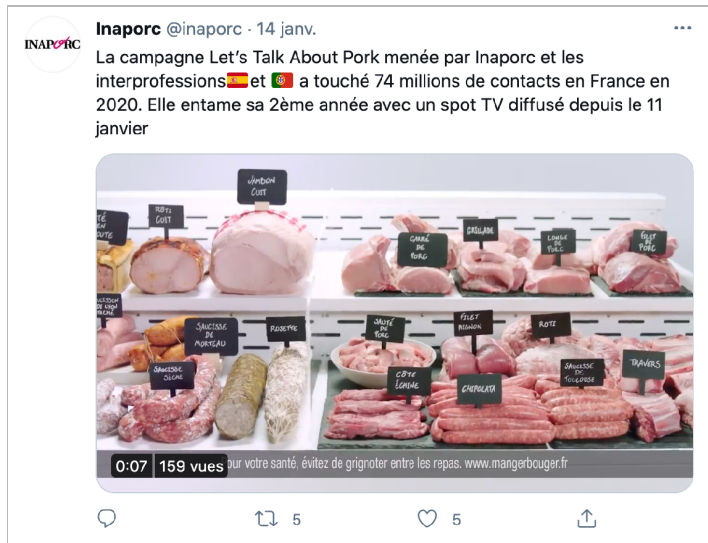 INAPORC
Inaporc @inaporc · 14 janv.
La campagne Let's Talk About Pork menée par Inaporc et les
interprofessions🇪🇸et 🇵🇹 a touché 74 millions de contacts en France en
2020. Elle entame sa 2ème année avec un spot TV diffusé depuis le 11
janvier
JAMBON
CUIT
RÔTI
CUIT
GRILLADE
CARRÉ
DE
PORC
LONGE
DE
PORC
FILET
DE
PORC
SAUCISSE
DE
MORTEAU
ROSETTE
SAUTÉ
DE
PORC
FILET
MIGNON
ROTI
SAUCISSE
SÈCHE
CÔTE
ÉCHINE
CHIPOLATA
SAUCISSE
DE
TOULOUSE
TRAVERS
0:07 159 vues
our votre santé, évitez de grignoter entre les repas. www.mangerbouger.fr
5
5